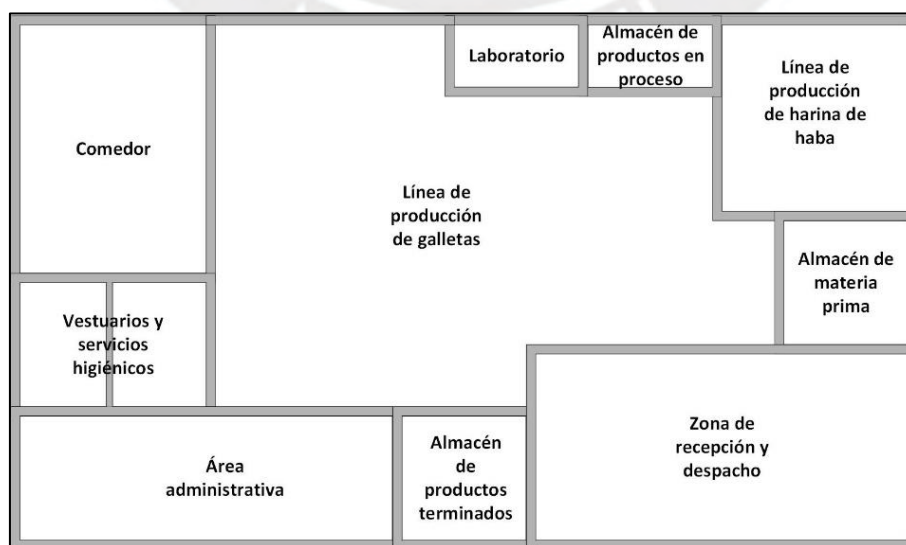 Laboratorio
Almacén de
productos en
proceso
Línea de
producción
de harina de
haba
Comedor
Línea de
producción
de galletas
Almacén de
materia
prima
Vestuarios y
servicios
higiénicos
Área
administrativa
Almacén
de
productos
terminados
Zona de
recepción y
despacho